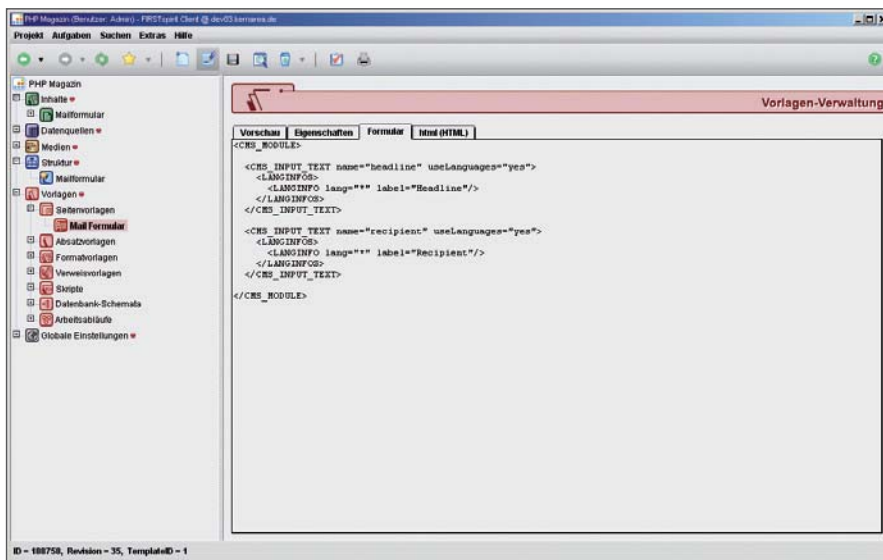 PHP Magazin (Benutzer: Admin) - FIRSTspirit Client @ dev03.kernarea.de
Projekt Aufgaben Suchen Extras Hilfe
PHP Magazin
Inhalte
Mailformular
Datenquellen
Medien
Struktur
Mailformular
Vorlagen
Seitenvorlagen
Mail Formular
Absatzvorlagen
Formatvorlagen
Verweisvorlagen
Skripte
Datenbank-Schemata
Arbeitsabläufe
Globale Einstellungen
Vorlagen-Verwaltung
Vorschau Eigenschaften Formular html (HTML)
<CMS_MODULE>
<CMS_INPUT_TEXT name="headline" useLanguages="yes">
<LANGINFOS>
<LANGINFO lang="*" label="Headline"/>
</LANGINFOS>
</CMS_INPUT_TEXT>
<CMS_INPUT_TEXT name="recipient" useLanguages="yes">
<LANGINFOS>
<LANGINFO lang="*" label="Recipient"/>
</LANGINFOS>
</CMS_INPUT_TEXT>
</CMS_MODULE>
ID = 188758, Revision = 35, TemplateID = 1